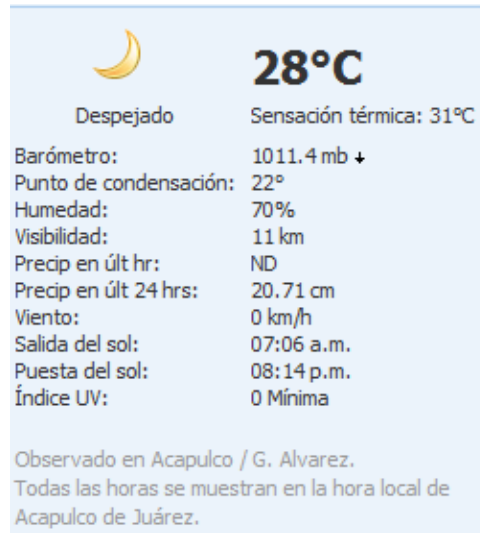 28°C
Despejado Sensación térmica: 31°C
Barómetro: 1011.4 mb ↓
Punto de condensación: 22°
Humedad: 70%
Visibilidad: 11 km
Precip en últ hr: ND
Precip en últ 24 hrs: 20.71 cm
Viento: 0 km/h
Salida del sol: 07:06 a.m.
Puesta del sol: 08:14 p.m.
Índice UV: 0 Mínima
Observado en Acapulco / G. Alvarez.
Todas las horas se muestran en la hora local de
Acapulco de Juárez.